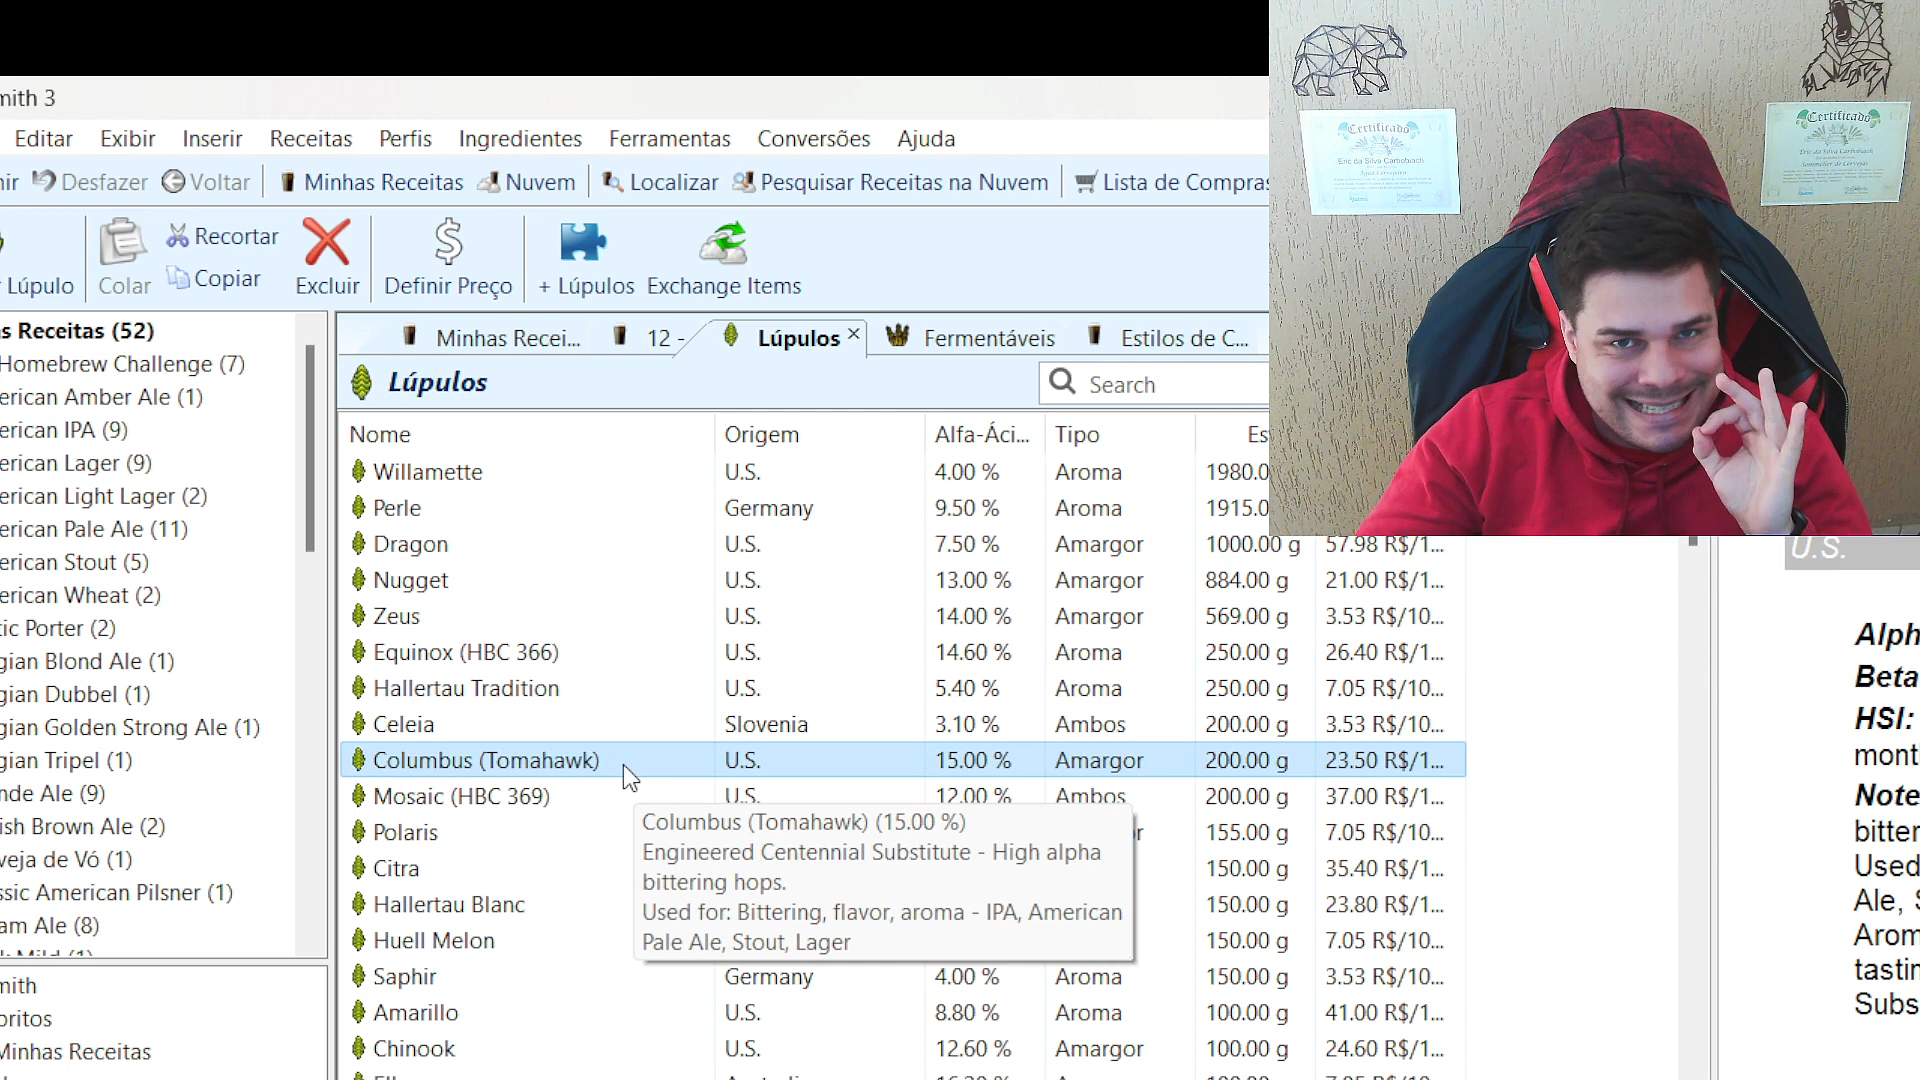 mith 3
Editar Exibir Inserir Receitas Perfis Ingredientes Ferramentas Conversões Ajuda
Desfazer Voltar Minhas Receitas Nuvem Localizar Pesquisar Receitas na Nuvem Lista de Compras
Lúpulo Colar Recortar Copiar Excluir Definir Preço + Lúpulos Exchange Items
s Receitas (52)
Homebrew Challenge (7)
erican Amber Ale (1)
erican IPA (9)
erican Lager (9)
erican Light Lager (2)
erican Pale Ale (11)
erican Stout (5)
erican Wheat (2)
tic Porter (2)
gian Blond Ale (1)
gian Dubbel (1)
gian Golden Strong Ale (1)
gian Tripel (1)
nde Ale (9)
ish Brown Ale (2)
veja de Vó (1)
ssic American Pilsner (1)
am Ale (8)
mith
oritos
Minhas Receitas
Minhas Recei... 12 - Lúpulos Fermentáveis Estilos de C...
Lúpulos
Search
Nome Origem Alfa-Áci... Tipo Es
Willamette U.S. 4.00 % Aroma 1980.0
Perle Germany 9.50 % Aroma 1915.0
Dragon U.S. 7.50 % Amargor 1000.00 g 57.98 R$/1...
Nugget U.S. 13.00 % Amargor 884.00 g 21.00 R$/1...
Zeus U.S. 14.00 % Amargor 569.00 g 3.53 R$/10...
Equinox (HBC 366) U.S. 14.60 % Aroma 250.00 g 26.40 R$/1...
Hallertau Tradition U.S. 5.40 % Aroma 250.00 g 7.05 R$/10...
Celeia Slovenia 3.10 % Ambos 200.00 g 3.53 R$/10...
Columbus (Tomahawk) U.S. 15.00 % Amargor 200.00 g 23.50 R$/1...
Mosaic (HBC 369) U.S. 12.00 % Ambos 200.00 g 37.00 R$/1...
Polaris r 155.00 g 7.05 R$/10...
Citra 150.00 g 35.40 R$/1...
Hallertau Blanc 150.00 g 23.80 R$/1...
Huell Melon 150.00 g 7.05 R$/10...
Saphir Germany 4.00 % Aroma 150.00 g 3.53 R$/10...
Amarillo U.S. 8.80 % Aroma 100.00 g 41.00 R$/1...
Chinook U.S. 12.60 % Amargor 100.00 g 24.60 R$/1...
Columbus (Tomahawk) (15.00 %)
Engineered Centennial Substitute - High alpha
bittering hops.
Used for: Bittering, flavor, aroma - IPA, American
Pale Ale, Stout, Lager
Certificado
Eric da Silva Carbobiach
Certificado
Eric da Silva Carbobiach
Sommelier de Cervejas
U.S.
Alph
Beta
HSI:
mont
Note
bitter
Used
Ale, S
Arom
tastin
Subs